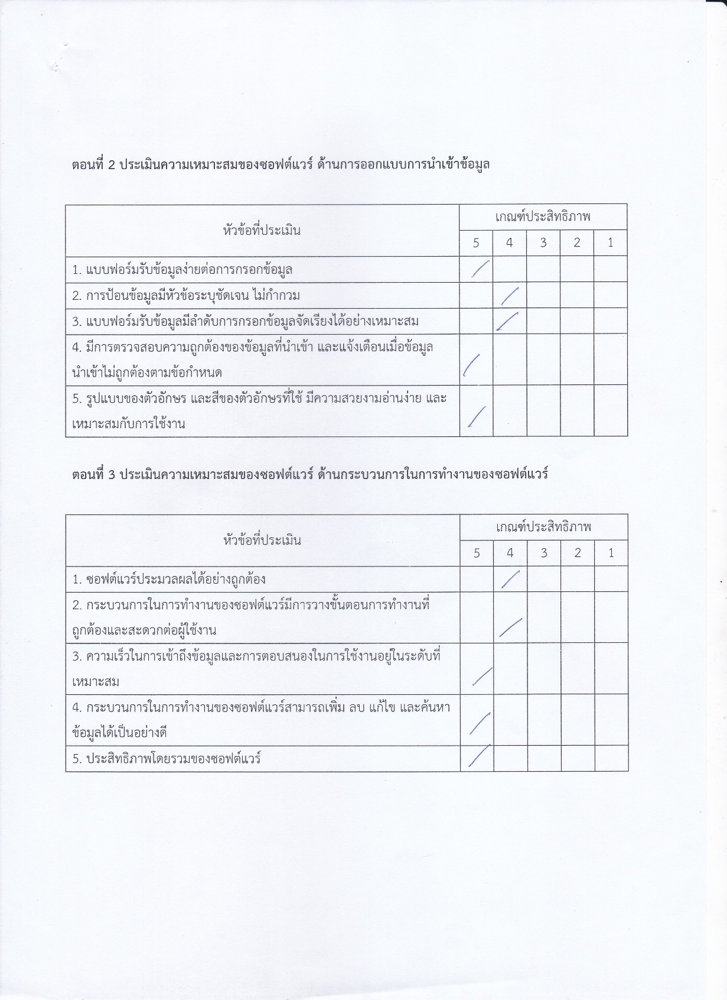 ตอนที่ 2 ประเมินความเหมาะสมของซอฟต์แวร์ ด้านการออกแบบการนำเข้าข้อมูล
หัวข้อที่ประเมิน
เกณฑ์ประสิทธิภาพ
5 4 3 2 1
1. แบบฟอร์มรับข้อมูลง่ายต่อการกรอกข้อมูล /
2. การป้อนข้อมูลมีหัวข้อระบุชัดเจน ไม่กำกวม /
3. แบบฟอร์มรับข้อมูลมีลำดับการกรอกข้อมูลจัดเรียงได้อย่างเหมาะสม /
4. มีการตรวจสอบความถูกต้องของข้อมูลที่นำเข้า และแจ้งเตือนเมื่อข้อมูล
นำเข้าไม่ถูกต้องตามข้อกำหนด /
5. รูปแบบของตัวอักษร และสีของตัวอักษรที่ใช้ มีความสวยงามอ่านง่าย และ
เหมาะสมกับการใช้งาน /
ตอนที่ 3 ประเมินความเหมาะสมของซอฟต์แวร์ ด้านกระบวนการในการทำงานของซอฟต์แวร์
หัวข้อที่ประเมิน
เกณฑ์ประสิทธิภาพ
5 4 3 2 1
1. ซอฟต์แวร์ประมวลผลได้อย่างถูกต้อง /
2. กระบวนการในการทำงานของซอฟต์แวร์มีการวางขั้นตอนการทำงานที่
ถูกต้องและสะดวกต่อผู้ใช้งาน /
3. ความเร็วในการเข้าถึงข้อมูลและการตอบสนองในการใช้งานอยู่ในระดับที่
เหมาะสม /
4. กระบวนการในการทำงานของซอฟต์แวร์สามารถเพิ่ม ลบ แก้ไข และค้นหา
ข้อมูลได้เป็นอย่างดี /
5. ประสิทธิภาพโดยรวมของซอฟต์แวร์ /